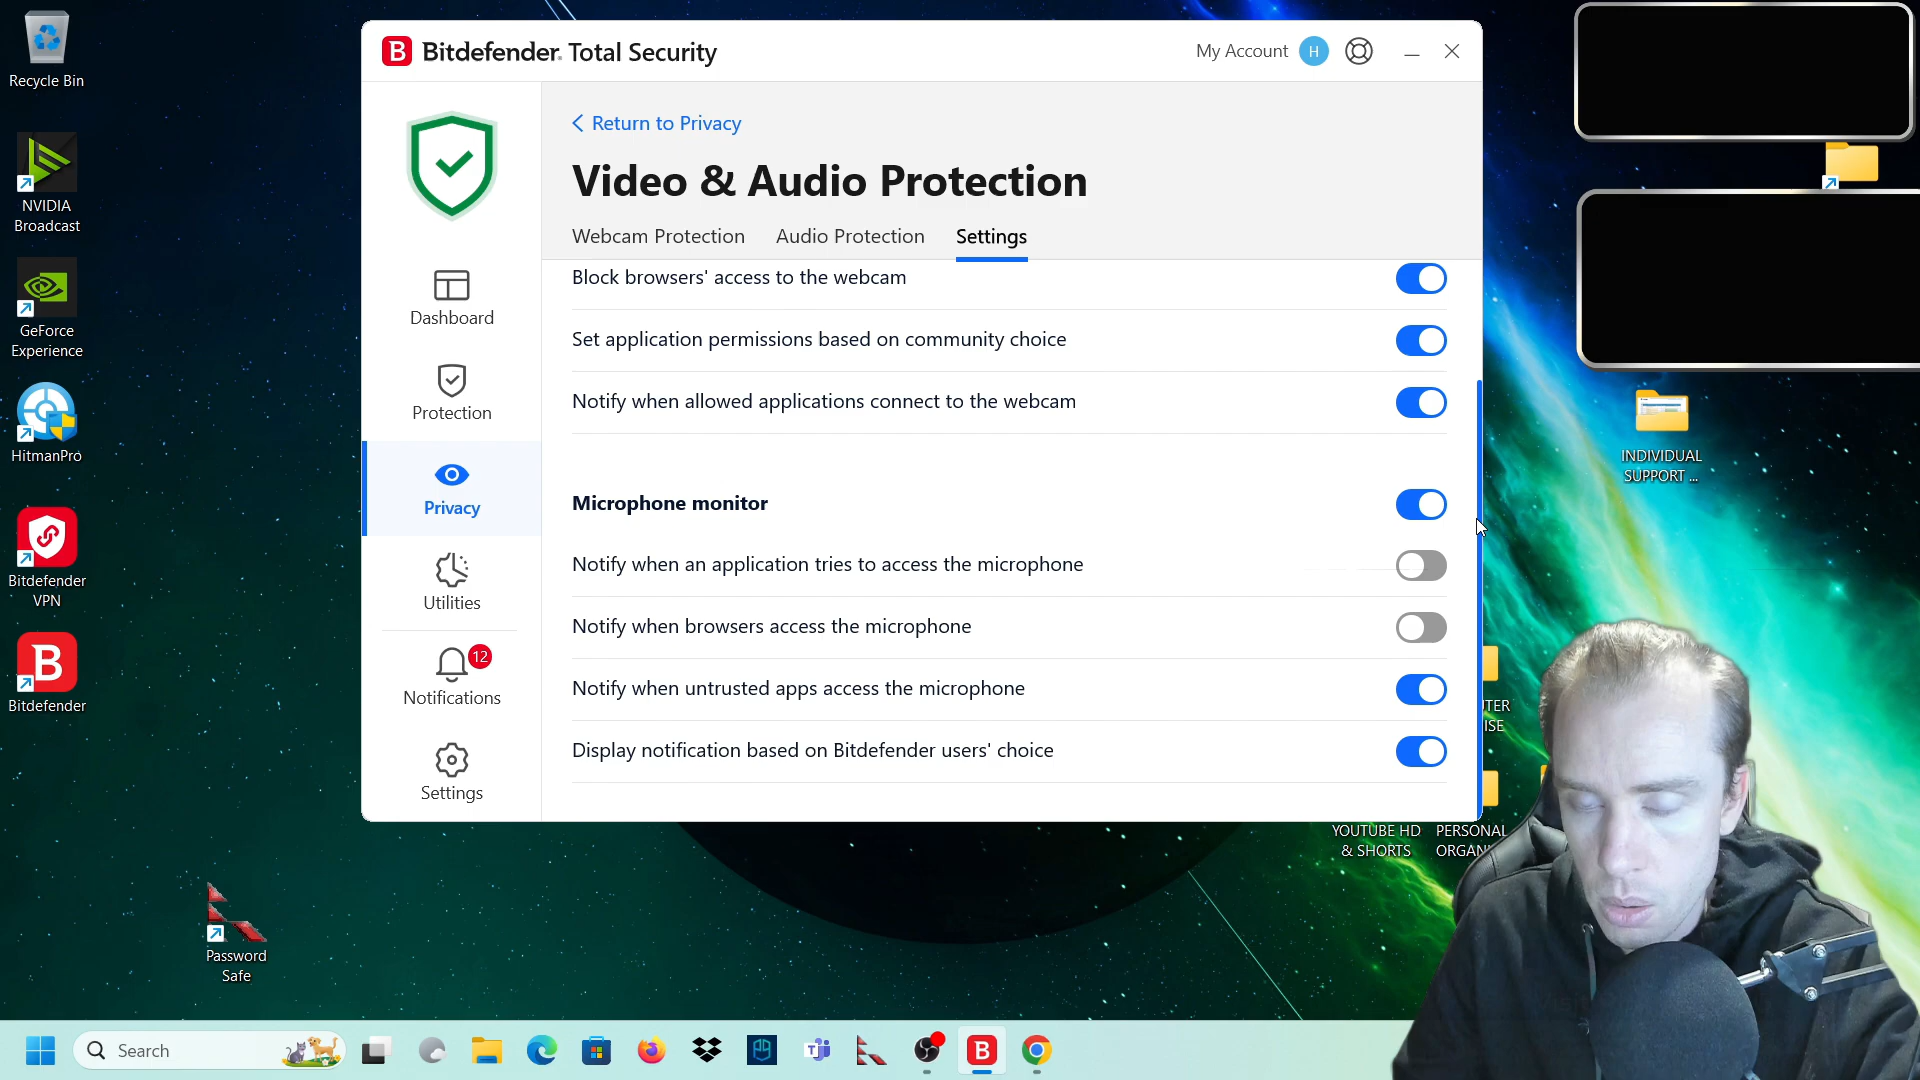 Recycle Bin
NVIDIA
Broadcast
GeForce
Experience
HitmanPro
Bitdefender
VPN
B
Bitdefender
Password
Safe
B Bitdefender Total Security
My Account H
Dashboard
Protection
Privacy
Utilities
12
Notifications
Settings
Return to Privacy
Video & Audio Protection
Webcam Protection Audio Protection Settings
Block browsers' access to the webcam
Set application permissions based on community choice
Notify when allowed applications connect to the webcam
Microphone monitor
Notify when an application tries to access the microphone
Notify when browsers access the microphone
Notify when untrusted apps access the microphone
Display notification based on Bitdefender users' choice
INDIVIDUAL
SUPPORT ...
YOUTUBE HD
& SHORTS
PERSONAL
Search
B